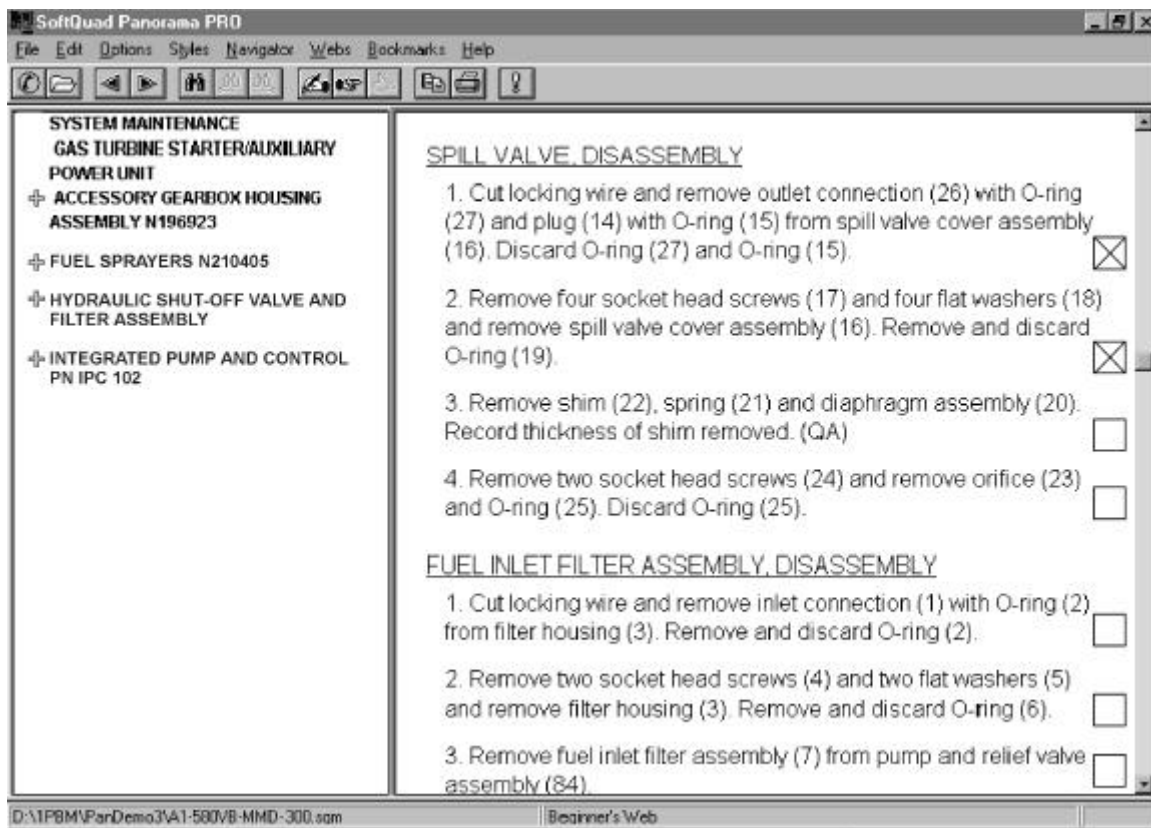 SoftQuad Panorama PRO
File Edit Options Styles Navigator Webs Bookmarks Help
SYSTEM MAINTENANCE
GAS TURBINE STARTER/AUXILIARY
POWER UNIT
ACCESSORY GEARBOX HOUSING
ASSEMBLY N196923
FUEL SPRAYERS N210405
HYDRAULIC SHUT-OFF VALVE AND
FILTER ASSEMBLY
INTEGRATED PUMP AND CONTROL
PN IPC 102
SPILL VALVE, DISASSEMBLY
1. Cut locking wire and remove outlet connection (26) with O-ring
(27) and plug (14) with O-ring (15) from spill valve cover assembly
(16). Discard O-ring (27) and O-ring (15).
2. Remove four socket head screws (17) and four flat washers (18)
and remove spill valve cover assembly (16). Remove and discard
O-ring (19).
3. Remove shim (22), spring (21) and diaphragm assembly (20).
Record thickness of shim removed. (QA)
4. Remove two socket head screws (24) and remove orifice (23)
and O-ring (25). Discard O-ring (25).
FUEL INLET FILTER ASSEMBLY, DISASSEMBLY
1. Cut locking wire and remove inlet connection (1) with O-ring (2)
from filter housing (3). Remove and discard O-ring (2).
2. Remove two socket head screws (4) and two flat washers (5)
and remove filter housing (3). Remove and discard O-ring (6).
3. Remove fuel inlet filter assembly (7) from pump and relief valve
assembly (84).
D:\1PBM\PanDemo3\A1-580VB-MMD-300.sgm
Beginner's Web